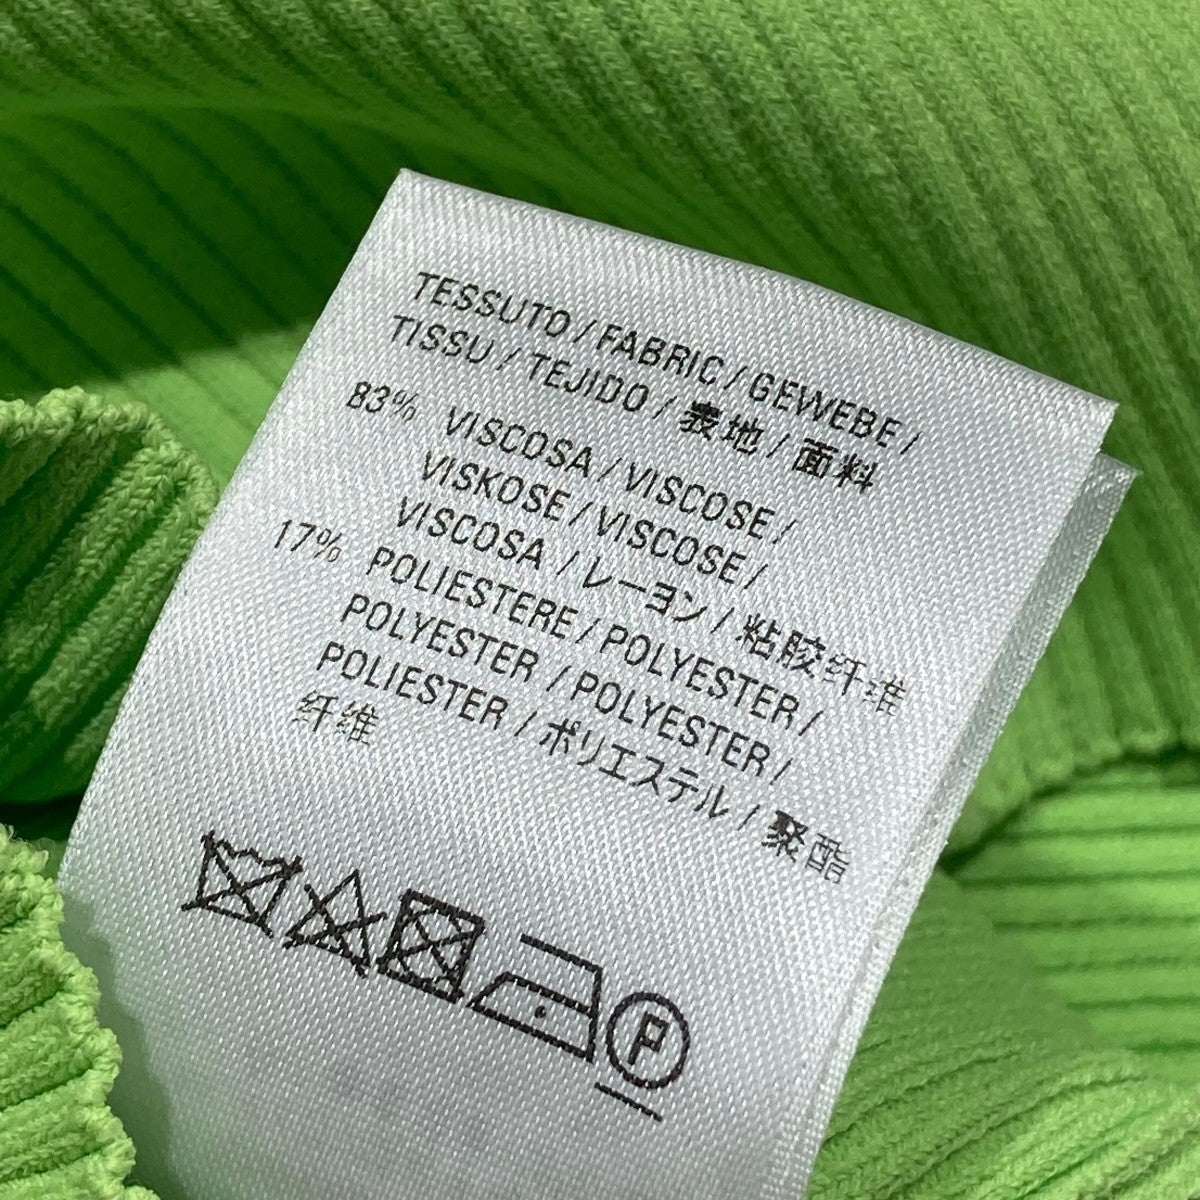 TESSUTO / FABRIC / GEWEBE /
TISSU / TEJIDO / 表地 / 面料
83% VISCOSA / VISCOSE /
VISKOSE / VISCOSE /
VISCOSA / レーヨン / 粘胶纤维
17% POLIESTERE / POLYESTER /
POLYESTER / POLYESTER /
POLIESTER / ポリエステル / 聚酯
纤维
P